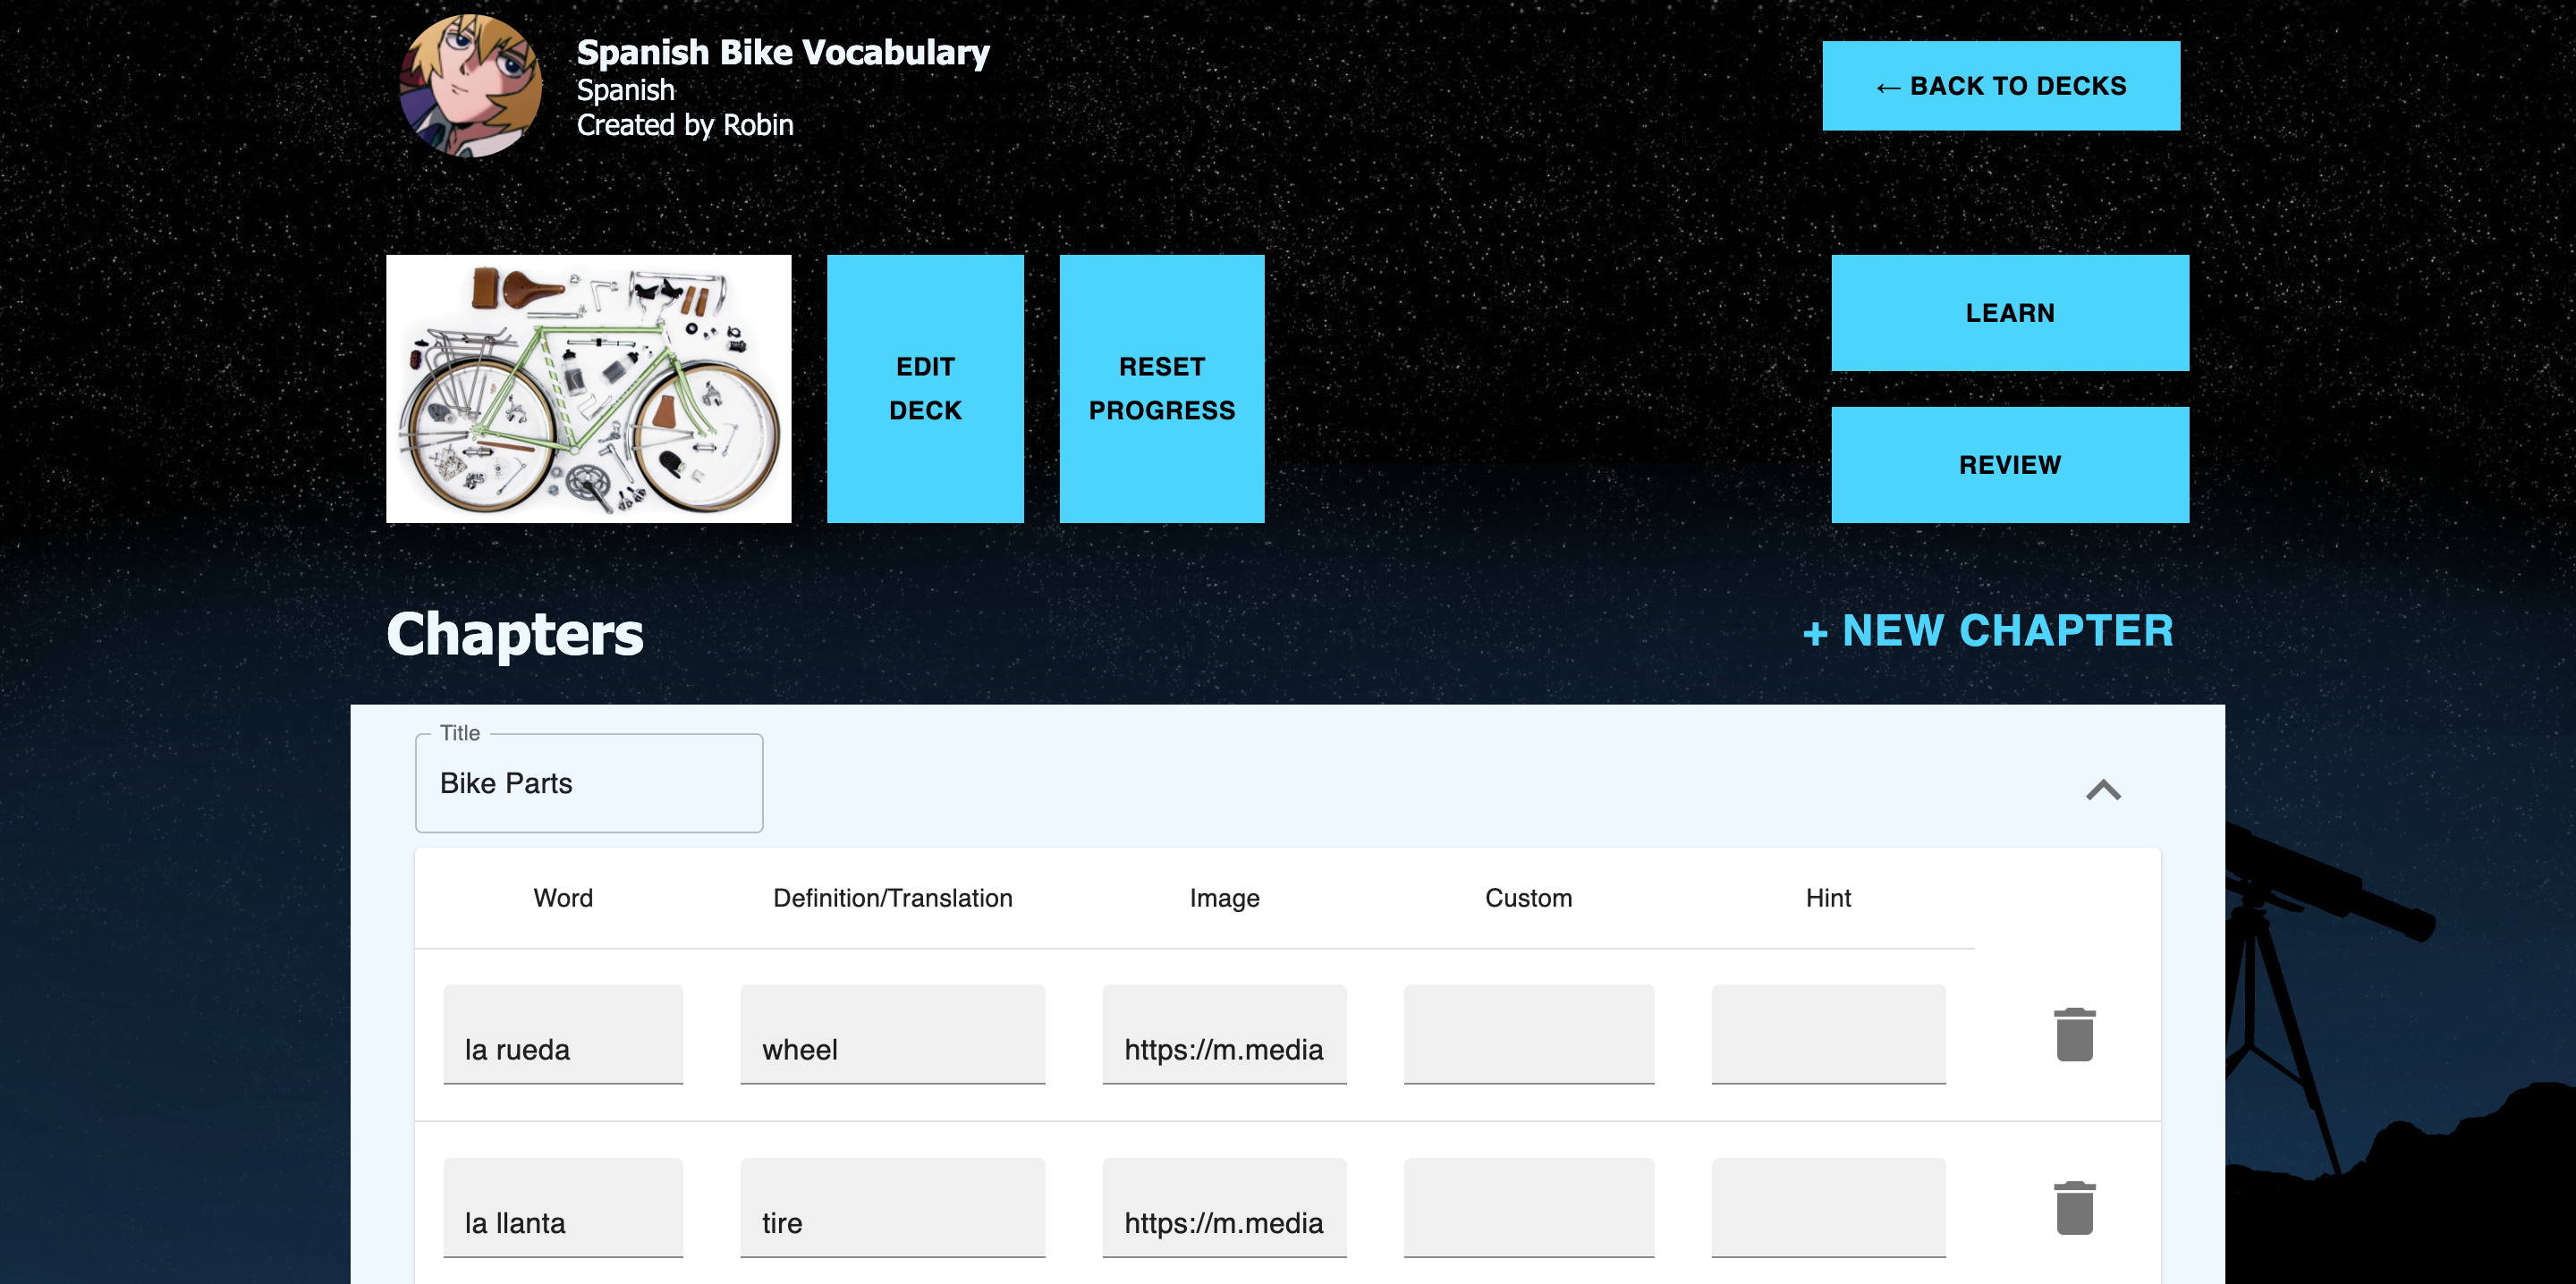 Spanish Bike Vocabulary
Spanish
Created by Robin
← BACK TO DECKS
EDIT
DECK
RESET
PROGRESS
LEARN
REVIEW
Chapters
+ NEW CHAPTER
Title
Bike Parts
Word Definition/Translation Image Custom Hint
la rueda wheel https://m.media
la llanta tire https://m.media